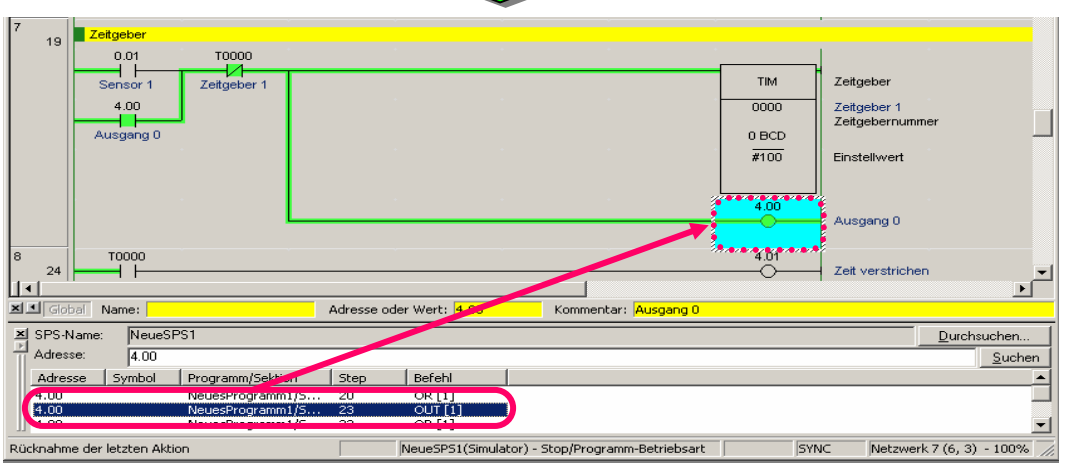 7
19
Zeitgeber
0.01
T0000
Sensor 1
Zeitgeber 1
4.00
Ausgang 0
TIM
Zeitgeber
0000
Zeitgeber 1
Zeitgebernummer
0 BCD
#100
Einstellwert
4.00
Ausgang 0
8
24
T0000
4.01
Zeit verstrichen
Global Name: Adresse oder Wert: 4.00 Kommentar: Ausgang 0
SPS-Name: NeueSPS1 Durchsuchen...
Adresse: 4.00 Suchen
Adresse Symbol Programm/Sektion Step Befehl
4.00 NeuesProgramm1/S... 20 OR [1]
4.00 NeuesProgramm1/S... 23 OUT [1]
Rücknahme der letzten Aktion NeueSPS1(Simulator) - Stop/Programm-Betriebsart SYNC Netzwerk 7 (6, 3) - 100%